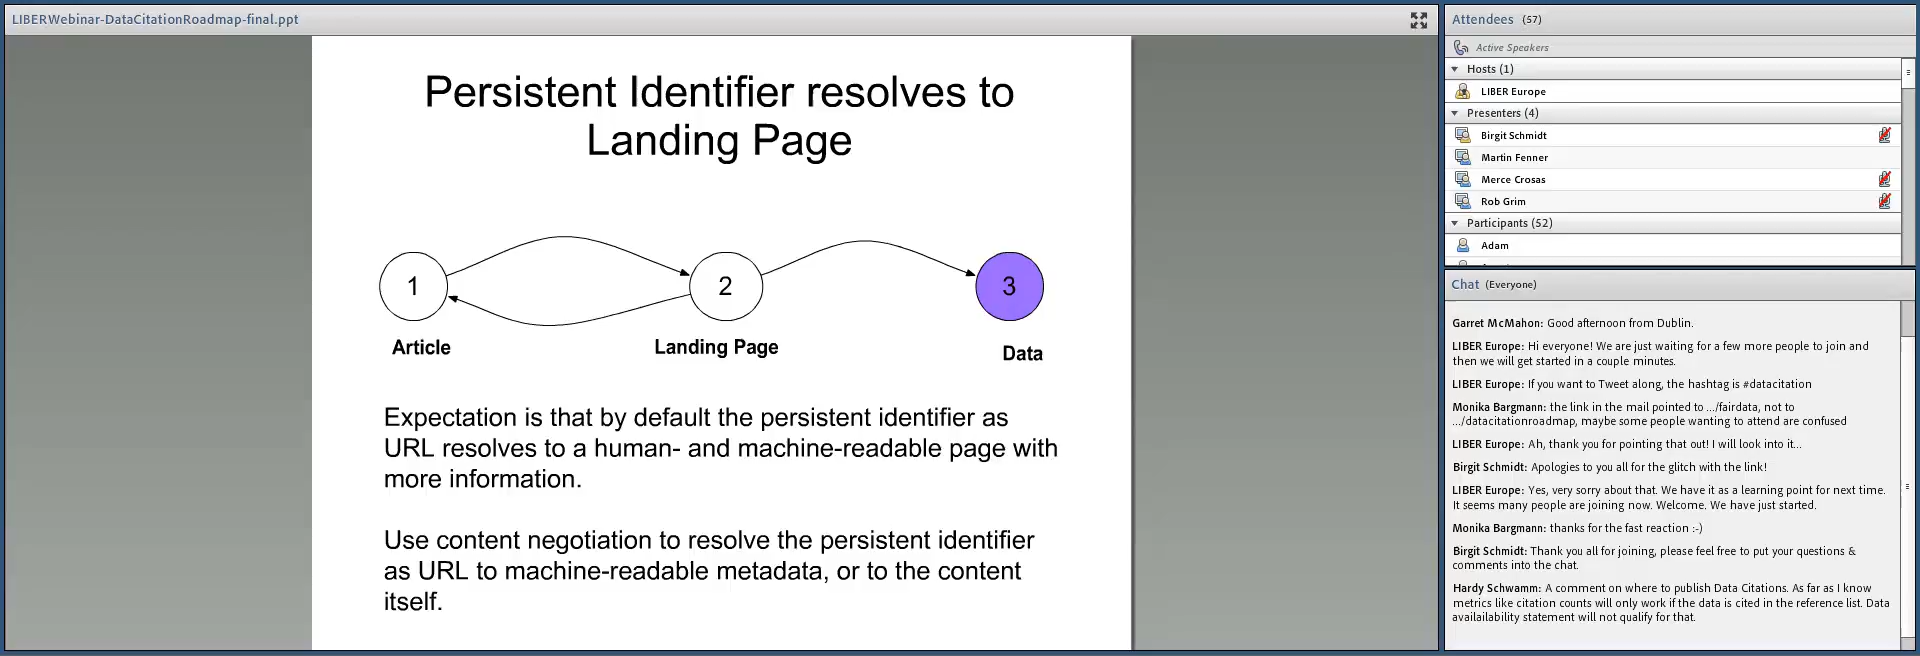 LIBERWebinar-DataCitationRoadmap-final.ppt
Persistent Identifier resolves to
Landing Page
1
2
3
Article
Landing Page
Data
Expectation is that by default the persistent identifier as
URL resolves to a human- and machine-readable page with
more information.
Use content negotiation to resolve the persistent identifier
as URL to machine-readable metadata, or to the content
itself.
Attendees (57)
Active Speakers
Hosts (1)
LIBER Europe
Presenters (4)
Birgit Schmidt
Martin Fenner
Merce Crosas
Rob Grim
Participants (52)
Adam
Chat (Everyone)
Garret McMahon: Good afternoon from Dublin.
LIBER Europe: Hi everyone! We are just waiting for a few more people to join and
then we will get started in a couple minutes.
LIBER Europe: If you want to Tweet along, the hashtag is #datacitation
Monika Bargmann: the link in the mail pointed to .../fairdata, not to
.../datacitationroadmap, maybe some people wanting to attend are confused
LIBER Europe: Ah, thank you for pointing that out! I will look into it...
Birgit Schmidt: Apologies to you all for the glitch with the link!
LIBER Europe: Yes, very sorry about that. We have it as a learning point for next time.
It seems many people are joining now. Welcome. We have just started.
Monika Bargmann: thanks for the fast reaction :-)
Birgit Schmidt: Thank you all for joining, please feel free to put your questions &
comments into the chat.
Hardy Schwamm: A comment on where to publish Data Citations. As far as I know
metrics like citation counts will only work if the data is cited in the reference list. Data
availailability statement will not qualify for that.